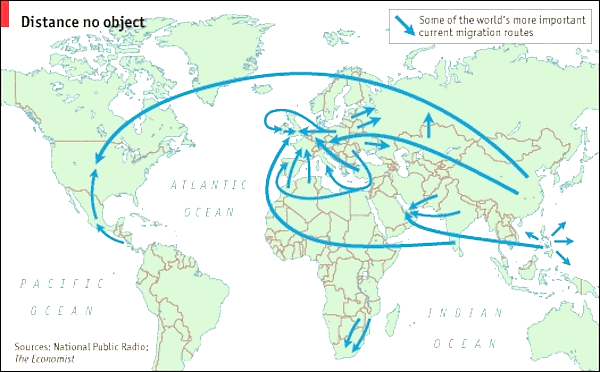 Distance no object
Some of the world's more important
current migration routes
ATLANTIC
OCEAN
PACIFIC
OCEAN
INDIAN
OCEAN
Sources: National Public Radio;
The Economist